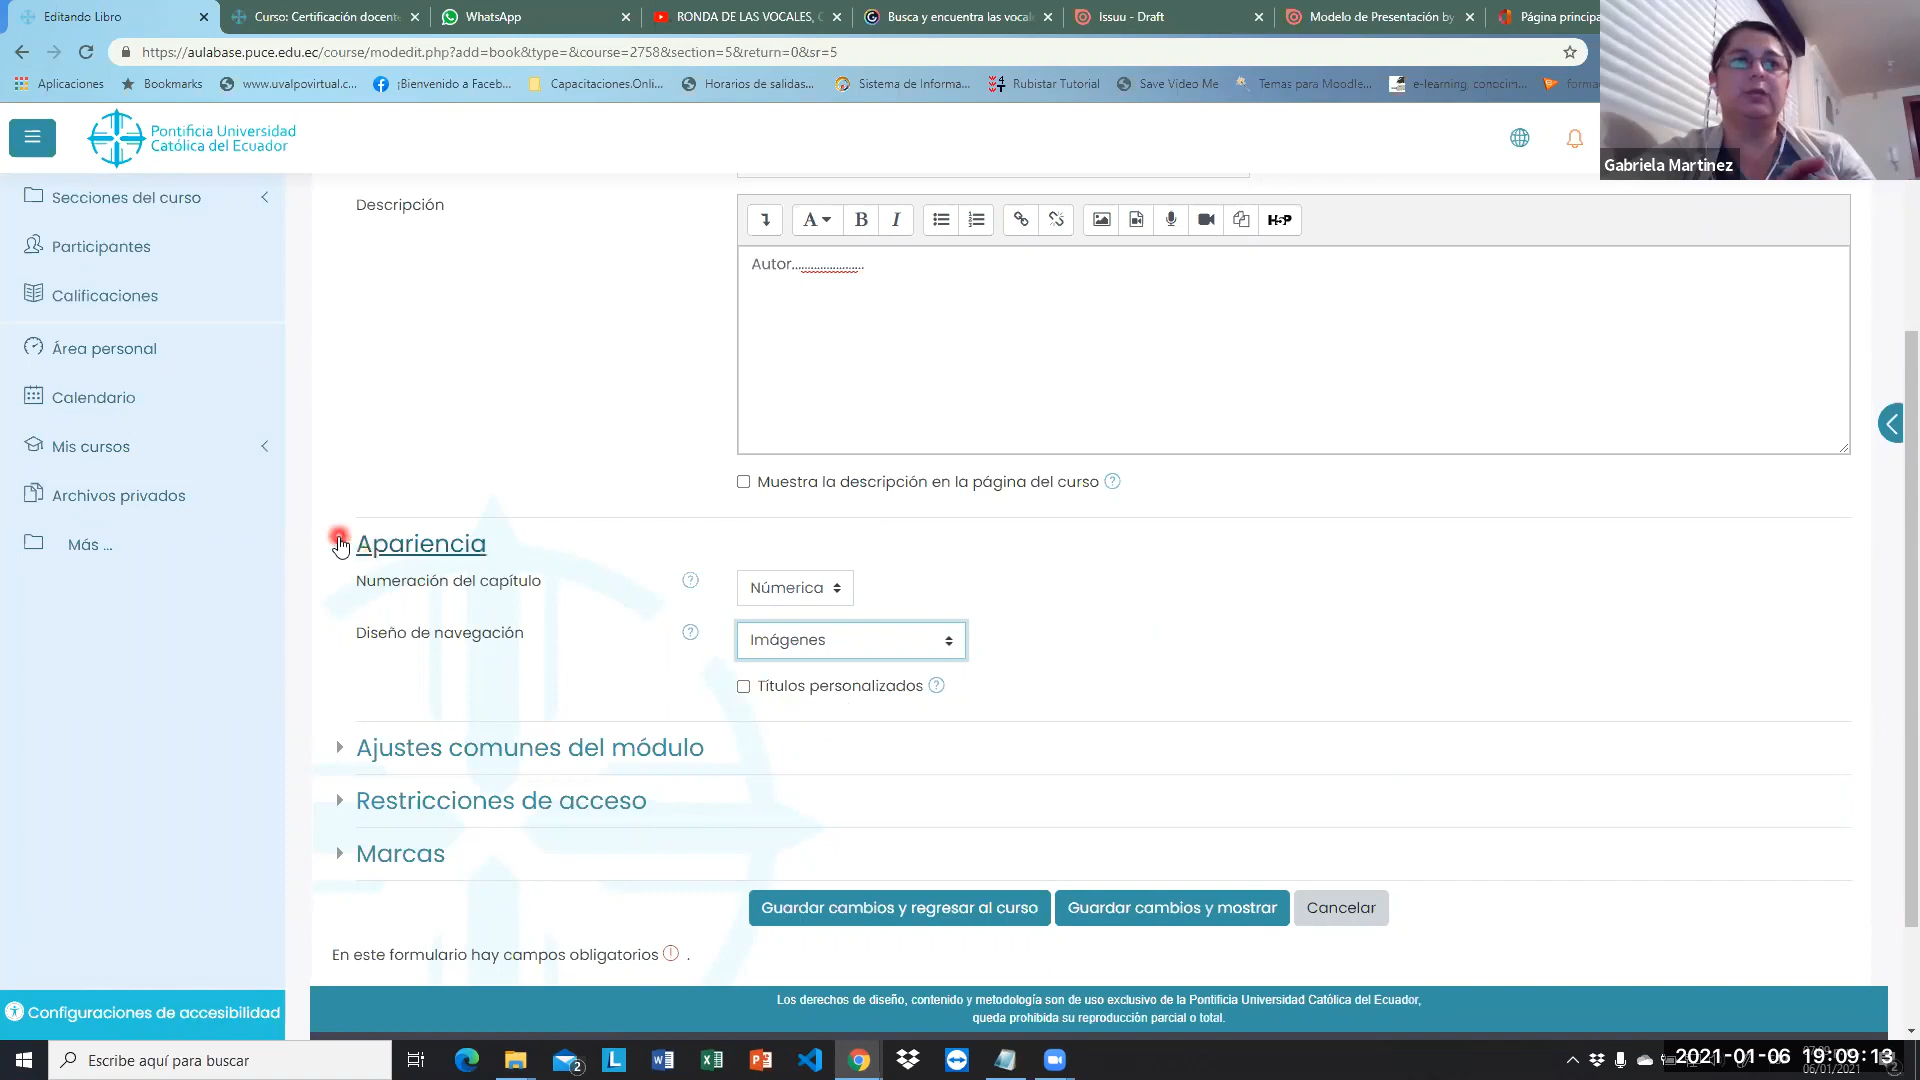 Editando Libro
Curso: Certificación docent
WhatsApp
RONDA DE LAS VOCALES,
Busca y encuentra las voca
Issuu - Draft
Modelo de Presentación by
Página principa
https://aulabase.puce.edu.ec/course/modedit.php?add=book&type=&course=2758&section=5&return=0&sr=5
Aplicaciones
Bookmarks
www.uvalpovirtual.c...
¡Bienvenido a Faceb...
Capacitaciones.Onli...
Horarios de salidas...
Sistema de Informa...
Rubistar Tutorial
Save Video Me
Temas para Moodle...
e-learning, conocim...
forma
Gabriela Martinez
Pontificia Universidad
Católica del Ecuador
Secciones del curso
Participantes
Calificaciones
Área personal
Calendario
Mis cursos
Archivos privados
Más ...
Configuraciones de accesibilidad
Descripción
A B I
H5P
Autor......................
Muestra la descripción en la página del curso
Apariencia
Numeración del capítulo
Númerica
Diseño de navegación
Imágenes
Títulos personalizados
Ajustes comunes del módulo
Restricciones de acceso
Marcas
Guardar cambios y regresar al curso
Guardar cambios y mostrar
Cancelar
En este formulario hay campos obligatorios .
Los derechos de diseño, contenido y metodología son de uso exclusivo de la Pontificia Universidad Católica del Ecuador,
queda prohibida su reproducción parcial o total.
Escribe aquí para buscar
2021-01-06 19:09:13
06/01/2021